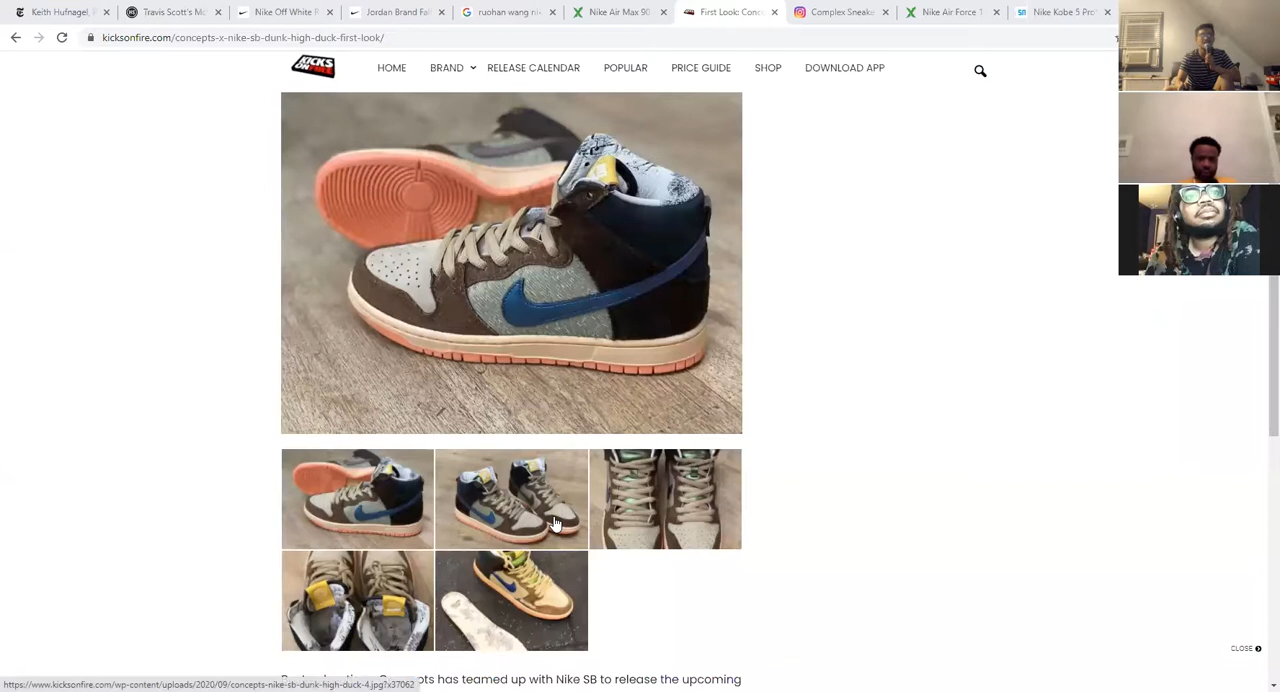 Keith Hufnagel, P
Travis Scott's Mc
Nike Off White R
Jordan Brand Fal
ruohan wang nik
Nike Air Max 90
First Look: Conc
Complex Sneake
Nike Air Force 1
Nike Kobe 5 Pro
kicksonfire.com/concepts-x-nike-sb-dunk-high-duck-first-look/
KICKS ON FIRE
HOME
BRAND
RELEASE CALENDAR
POPULAR
PRICE GUIDE
SHOP
DOWNLOAD APP
CLOSE
has teamed up with Nike SB to release the upcoming
https://www.kicksonfire.com/wp-content/uploads/2020/09/concepts-nike-sb-dunk-high-duck-4.jpg?x37062